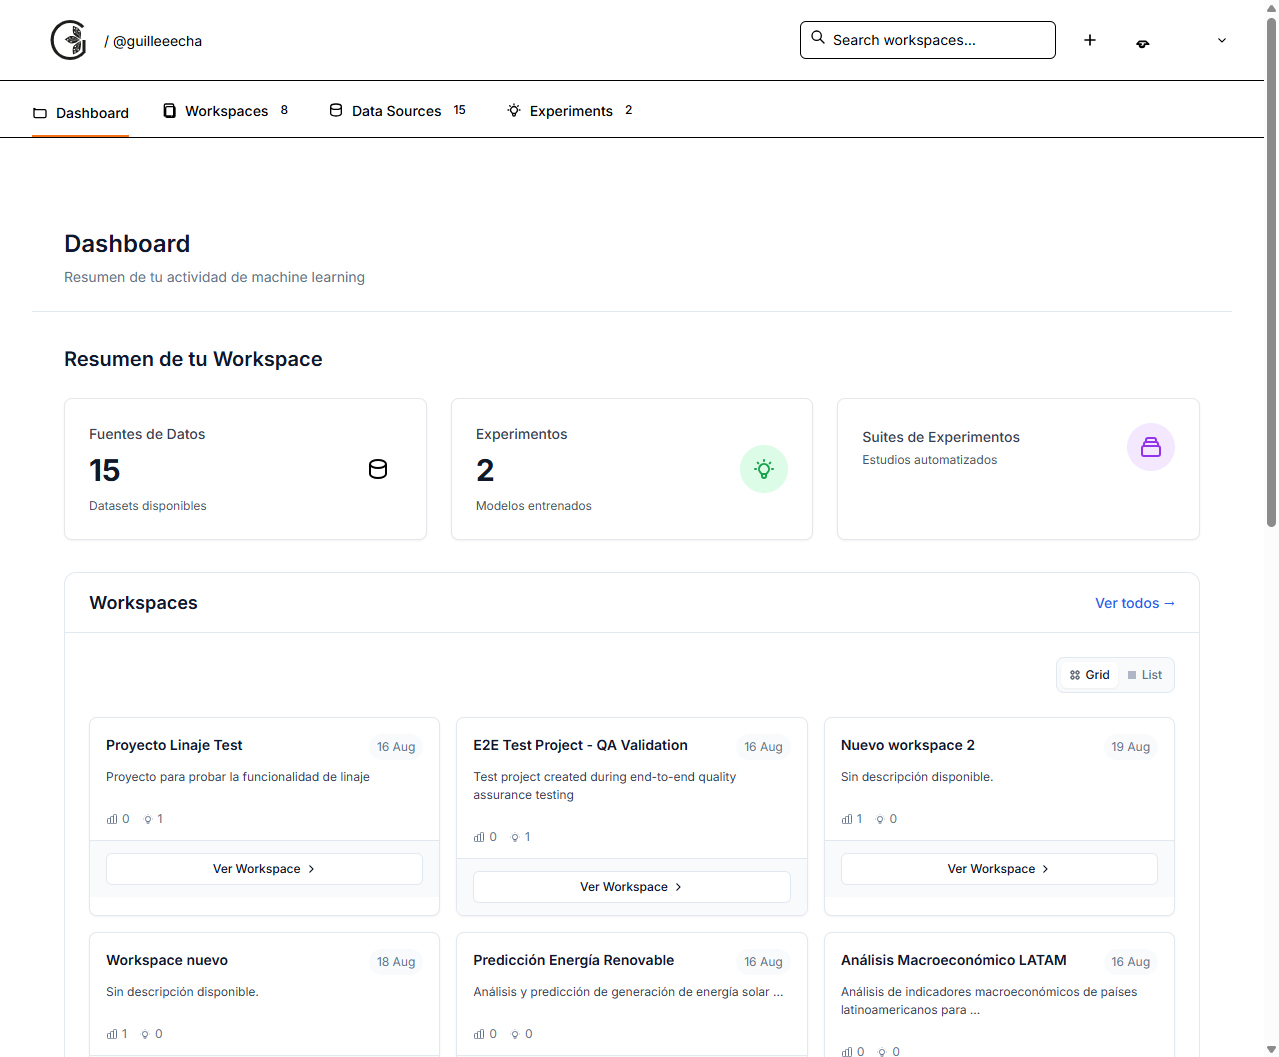 / @guilleeecha
Search workspaces...
Dashboard
Workspaces 8
Data Sources 15
Experiments 2
Dashboard
Resumen de tu actividad de machine learning
Resumen de tu Workspace
Fuentes de Datos
15
Datasets disponibles
Experimentos
2
Modelos entrenados
Suites de Experimentos
Estudios automatizados
Workspaces
Ver todos →
Grid
List
Proyecto Linaje Test
16 Aug
Proyecto para probar la funcionalidad de linaje
0 1
Ver Workspace
E2E Test Project - QA Validation
16 Aug
Test project created during end-to-end quality
assurance testing
0 1
Ver Workspace
Nuevo workspace 2
19 Aug
Sin descripción disponible.
1 0
Ver Workspace
Workspace nuevo
18 Aug
Sin descripción disponible.
1 0
Predicción Energía Renovable
16 Aug
Análisis y predicción de generación de energía solar ...
0 0
Análisis Macroeconómico LATAM
16 Aug
Análisis de indicadores macroeconómicos de países
latinoamericanos para ...
0 0